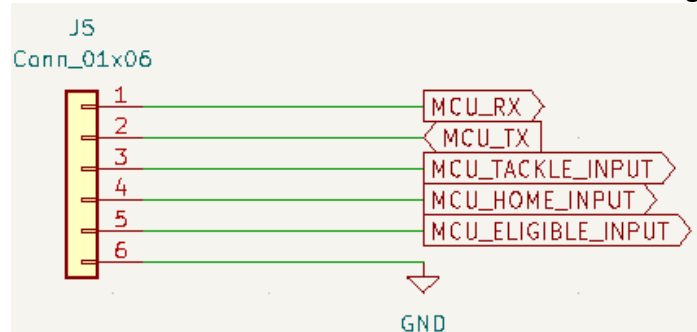 J5
Conn_01x06
1
MCU_RX
2
MCU_TX
3
MCU_TACKLE_INPUT
4
MCU_HOME_INPUT
5
MCU_ELIGIBLE_INPUT
6
GND